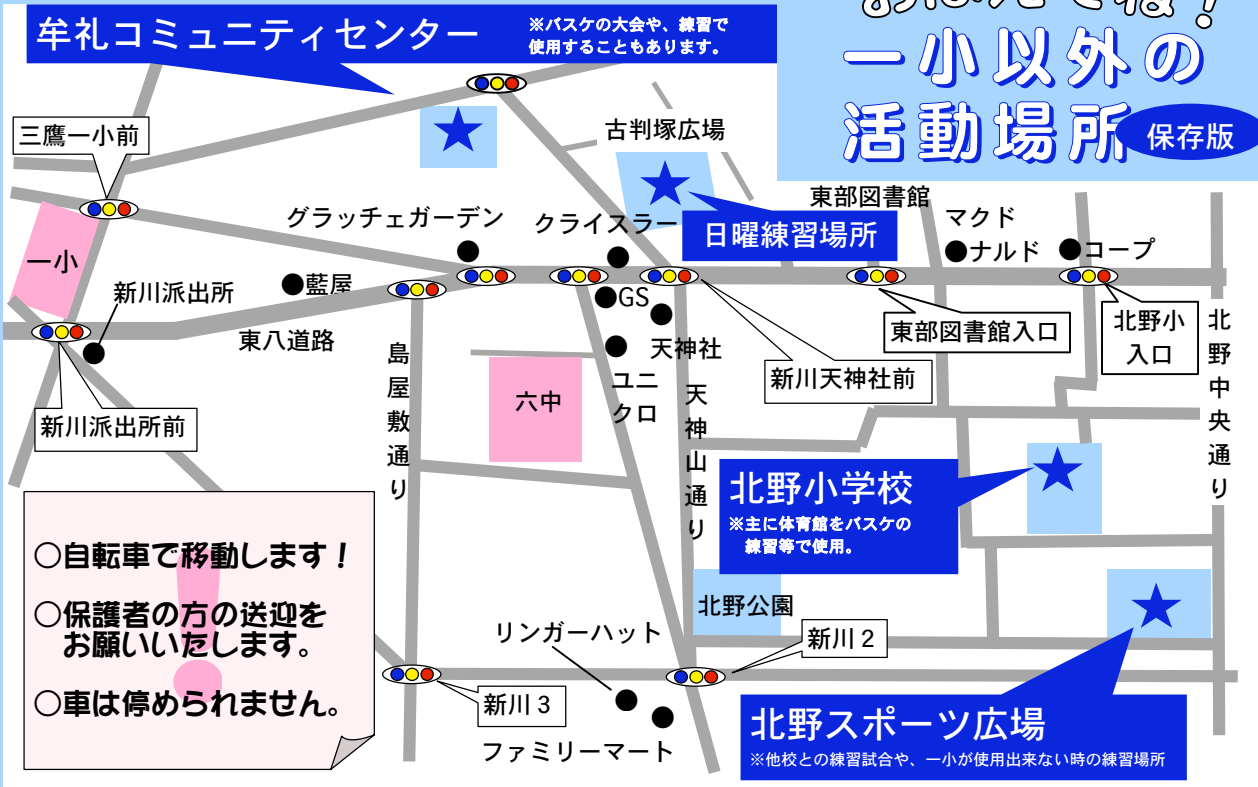 おぼえてね！
一小以外の
活動場所
保存版
牟礼コミュニティセンター
※バスケの大会や、練習で
使用することもあります。
三鷹一小前
古判塚広場
東部図書館
グラッチェガーデン
クライスラー
日曜練習場所
マクド
ナルド
コープ
一小
新川派出所
藍屋
GS
東八道路
天神社
東部図書館入口
北野小
入口
北野中央通り
島屋敷通り
新川天神社前
ユニ
クロ
六中
天神山通り
新川派出所前
北野小学校
※主に体育館をバスケの
練習等で使用。
○自転車で移動します！
○保護者の方の送迎を
お願いいたします。
○車は停められません。
！
北野公園
リンガーハット
新川２
新川３
ファミリーマート
北野スポーツ広場
※他校との練習試合や、一小が使用出来ない時の練習場所